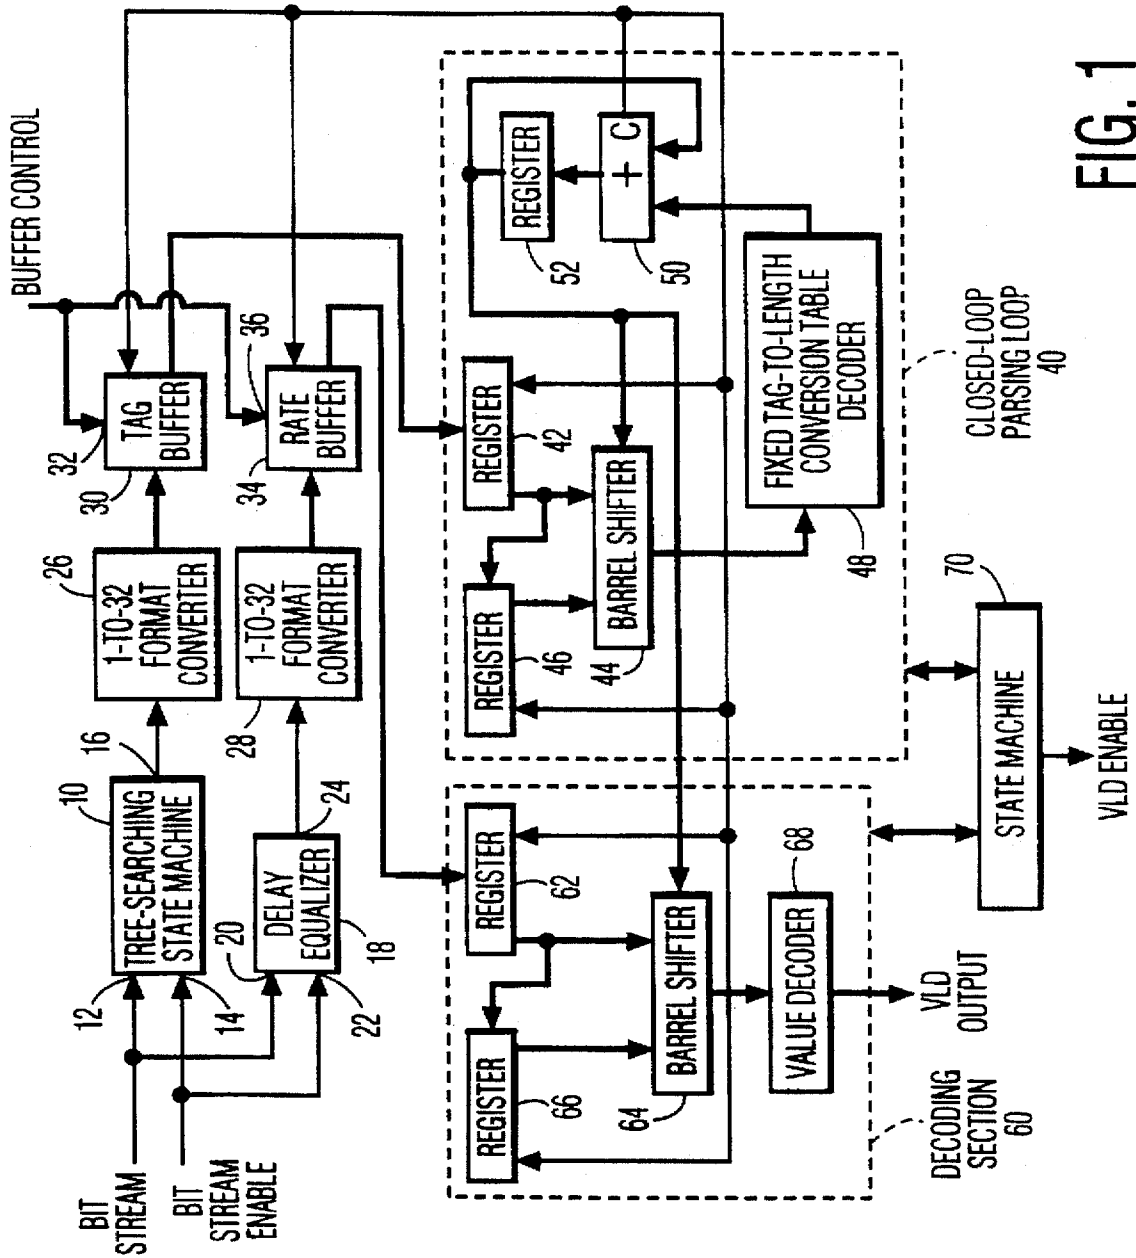 BUFFER CONTROL
BIT
STREAM
BIT
STREAM
ENABLE
12
14
10
TREE-SEARCHING
STATE MACHINE
16
20
22
DELAY
EQUALIZER
18
24
26
1-TO-32
FORMAT
CONVERTER
28
1-TO-32
FORMAT
CONVERTER
32
TAG
BUFFER
30
36
RATE
BUFFER
34
REGISTER
66
REGISTER
62
BARREL SHIFTER
64
VALUE DECODER
68
VLD
OUTPUT
DECODING
SECTION
60
REGISTER
46
REGISTER
42
BARREL SHIFTER
44
REGISTER
52
+ C
50
FIXED TAG-TO-LENGTH
CONVERSION TABLE
DECODER
48
CLOSED-LOOP
PARSING LOOP
40
STATE MACHINE
70
VLD ENABLE
FIG. 1